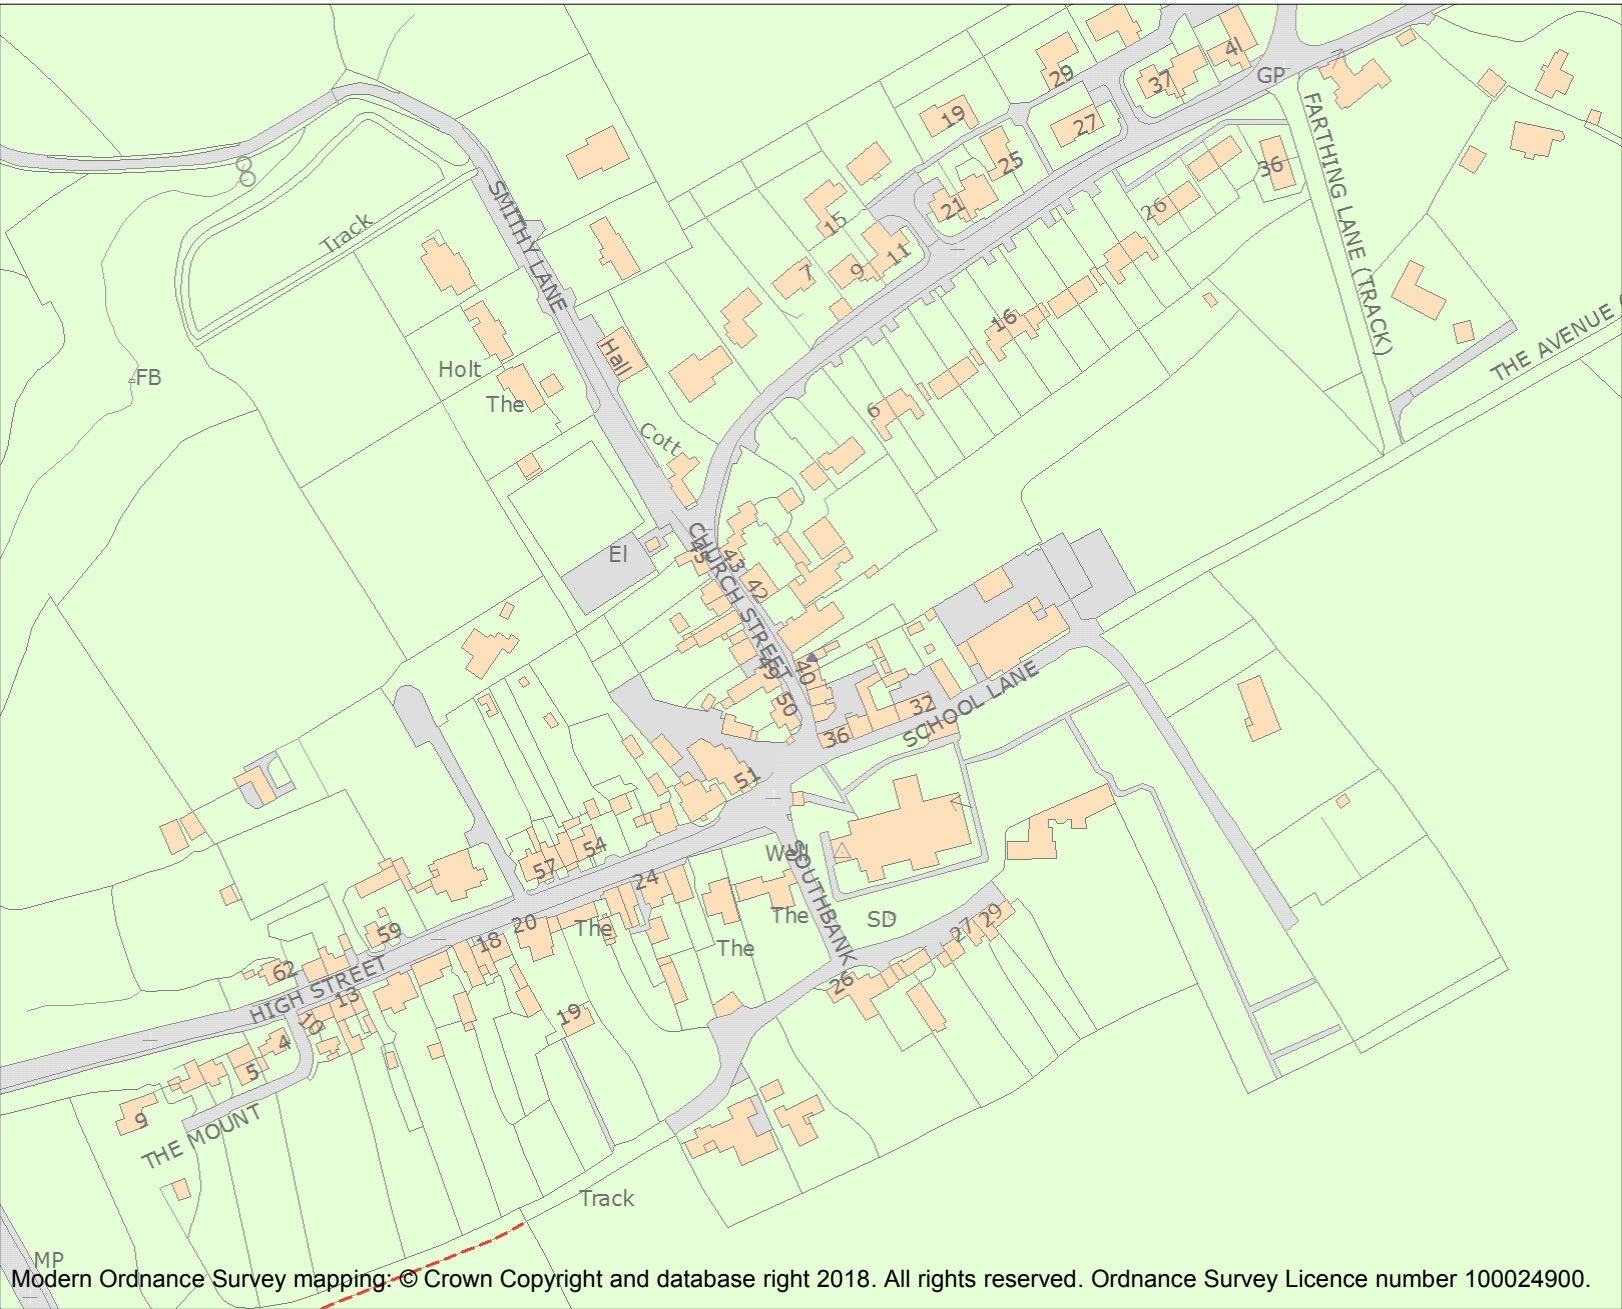 29
37
41
GP
19
27
FARTHING LANE (TRACK)
25
36
SMITHY LANE
21
26
Track
15
11
7
9
16
THE AVENUE
Hall
Holt
FB
The
6
Cott
El
CHURCH STREET
45
43
42
49
40
50
32
SCHOOL LANE
36
51
Well
SOUTHBANK
54
57
24
The
SD
20
The
The
59
18
27
29
62
26
HIGH STREET
13
10
19
4
5
9
THE MOUNT
Track
MP
Modern Ordnance Survey mapping: © Crown Copyright and database right 2018. All rights reserved. Ordnance Survey Licence number 100024900.